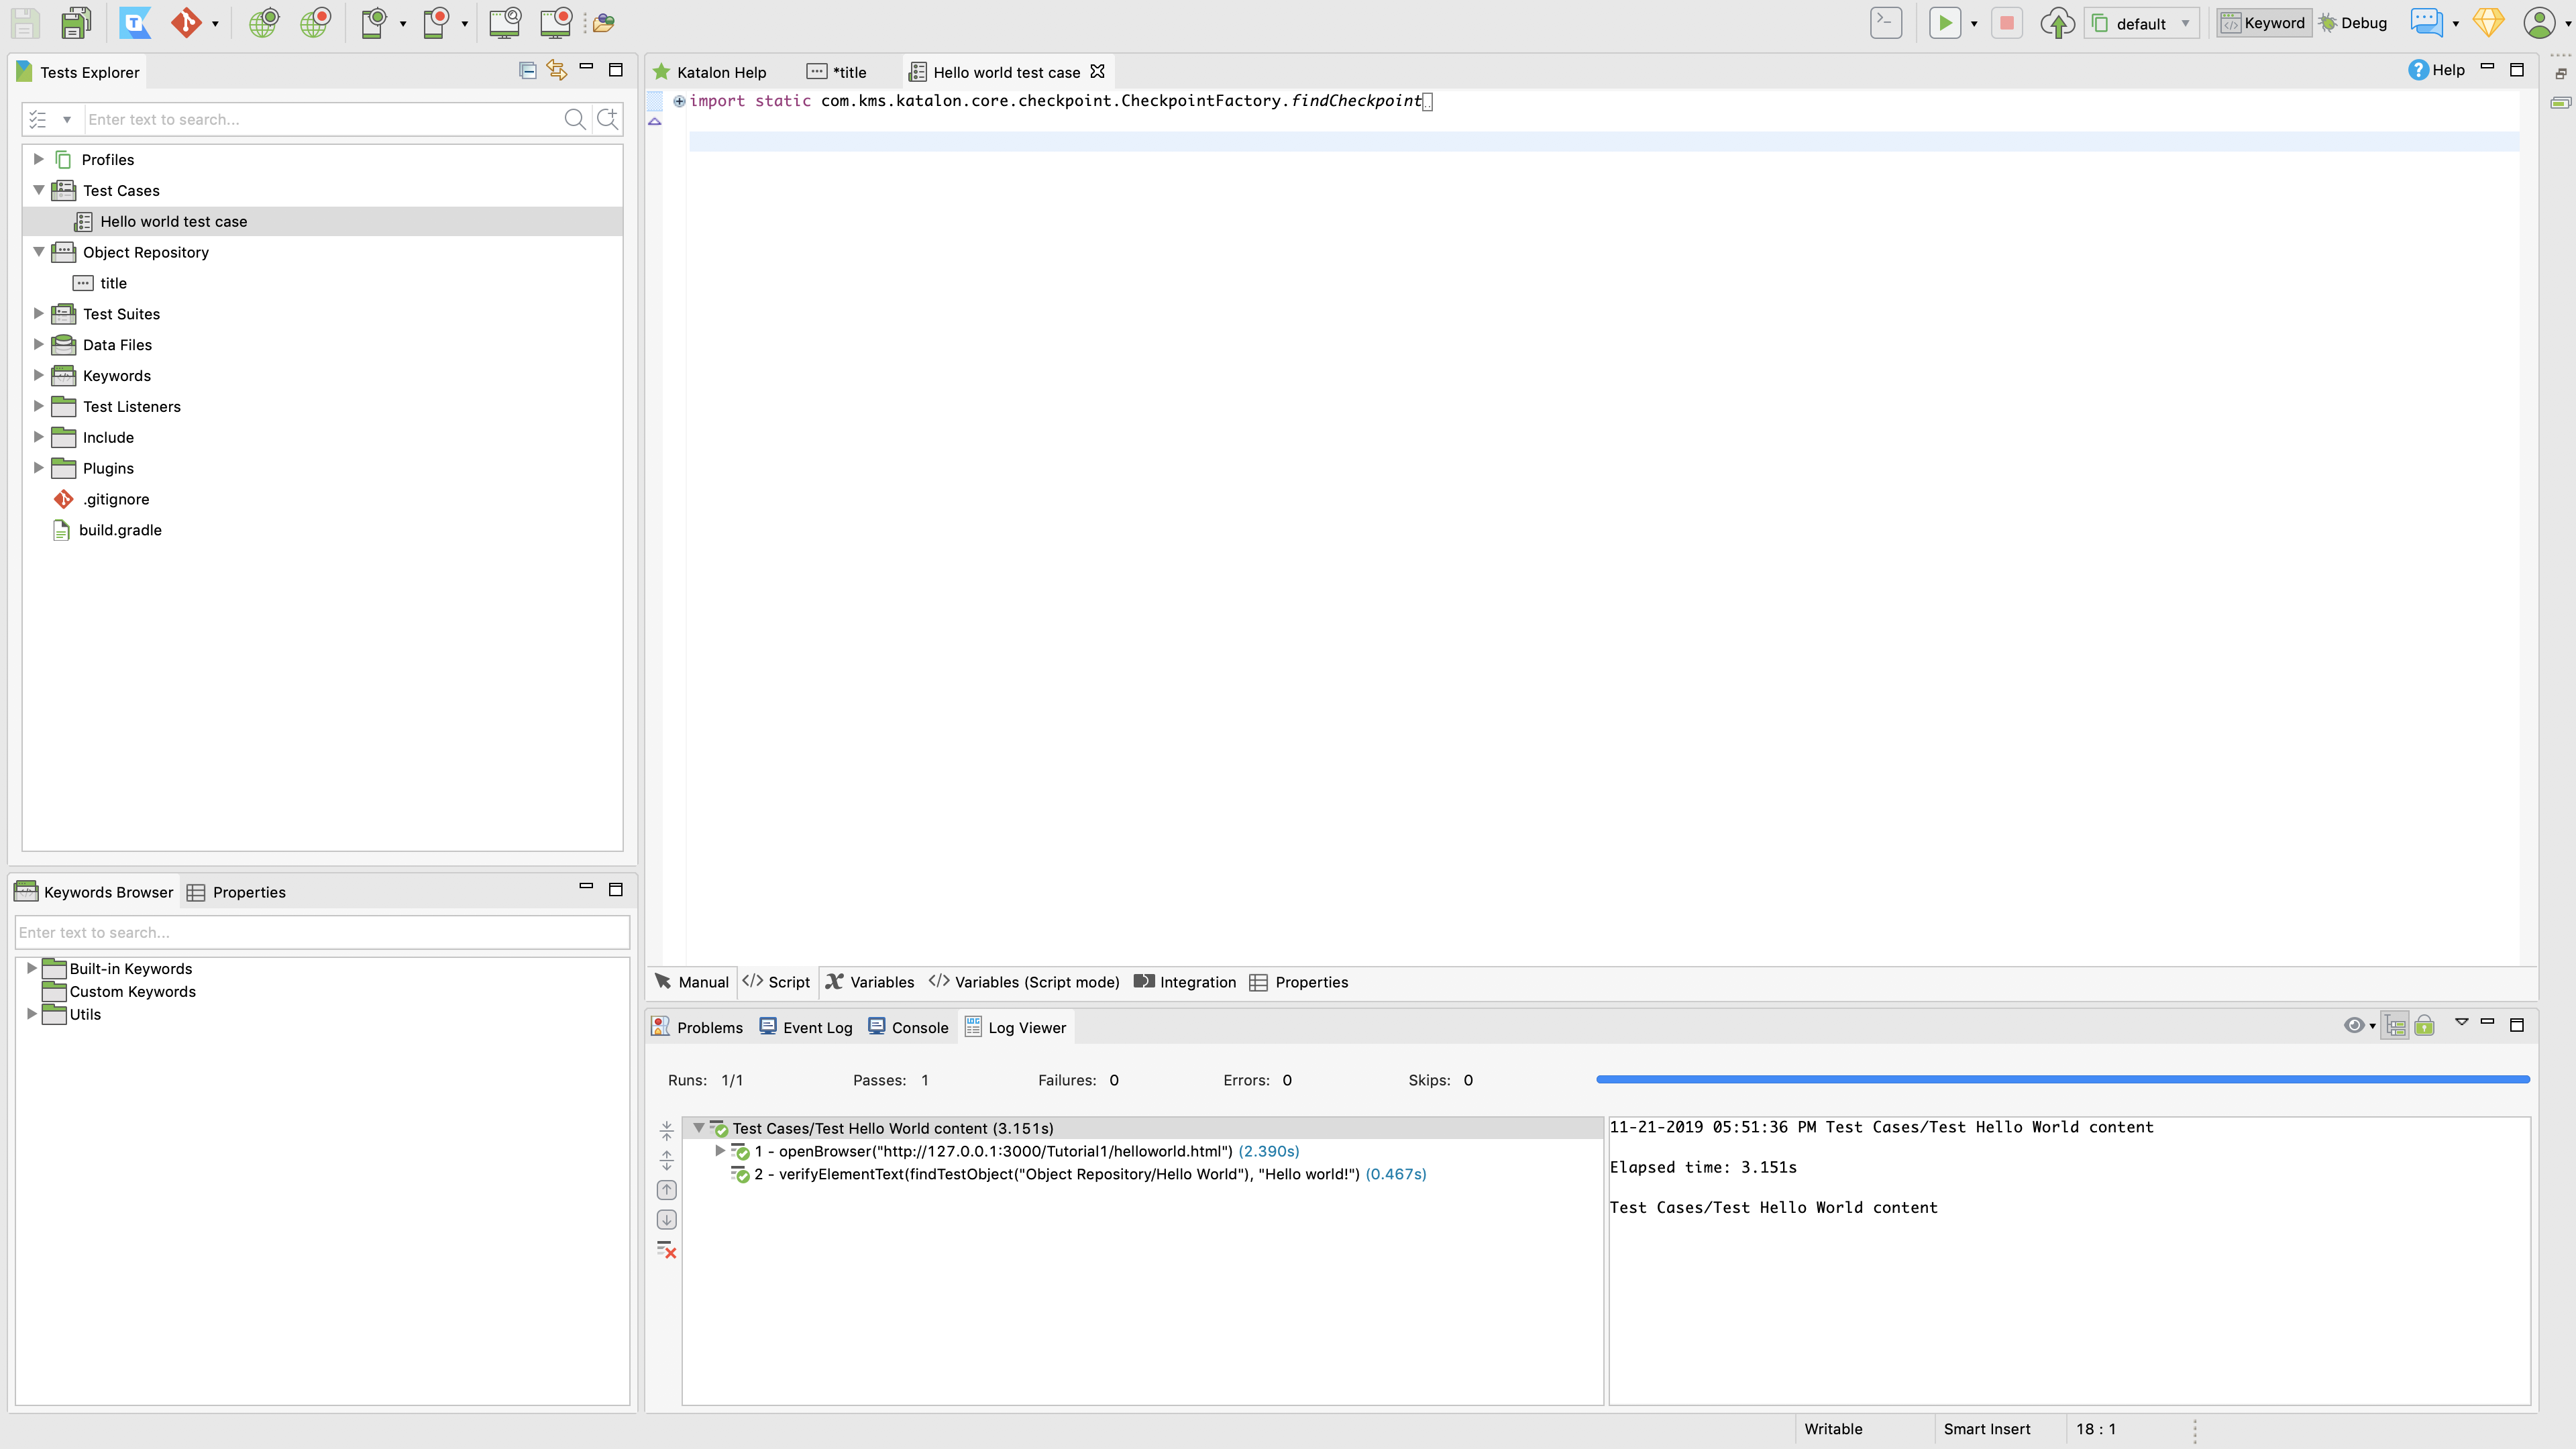 default
Keyword
Debug
Tests Explorer
Enter text to search...
Profiles
Test Cases
Hello world test case
Object Repository
title
Test Suites
Data Files
Keywords
Test Listeners
Include
Plugins
.gitignore
build.gradle
Keywords Browser
Properties
Enter text to search...
Built-in Keywords
Custom Keywords
Utils
Katalon Help
*title
Hello world test case
Help
import static com.kms.katalon.core.checkpoint.CheckpointFactory.findCheckpoint
Manual
Script
Variables
Variables (Script mode)
Integration
Properties
Problems
Event Log
Console
Log Viewer
Runs: 1/1
Passes: 1
Failures: 0
Errors: 0
Skips: 0
Test Cases/Test Hello World content (3.151s)
1 - openBrowser("http://127.0.0.1:3000/Tutorial1/helloworld.html") (2.390s)
2 - verifyElementText(findTestObject("Object Repository/Hello World"), "Hello world!") (0.467s)
11-21-2019 05:51:36 PM Test Cases/Test Hello World content
Elapsed time: 3.151s
Test Cases/Test Hello World content
Writable
Smart Insert
18 : 1